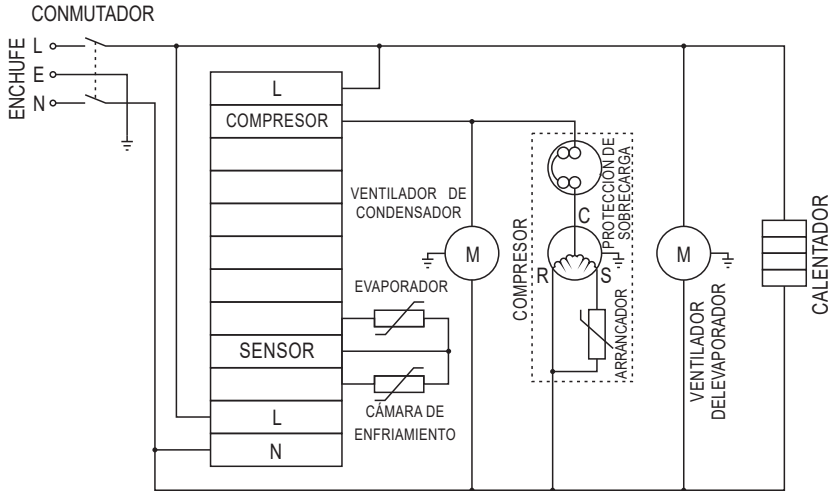 CONMUTADOR
ENCHUFE
L
E
N
L
COMPRESOR
SENSOR
L
N
VENTILADOR DE
CONDENSADOR
M
EVAPORADOR
CÁMARA DE
ENFRIAMIENTO
COMPRESOR
PROTECCIÓN DE
SOBRECARGA
C
R
S
ARRANCADOR
M
VENTILADOR
DELEVAPORADOR
CALENTADOR